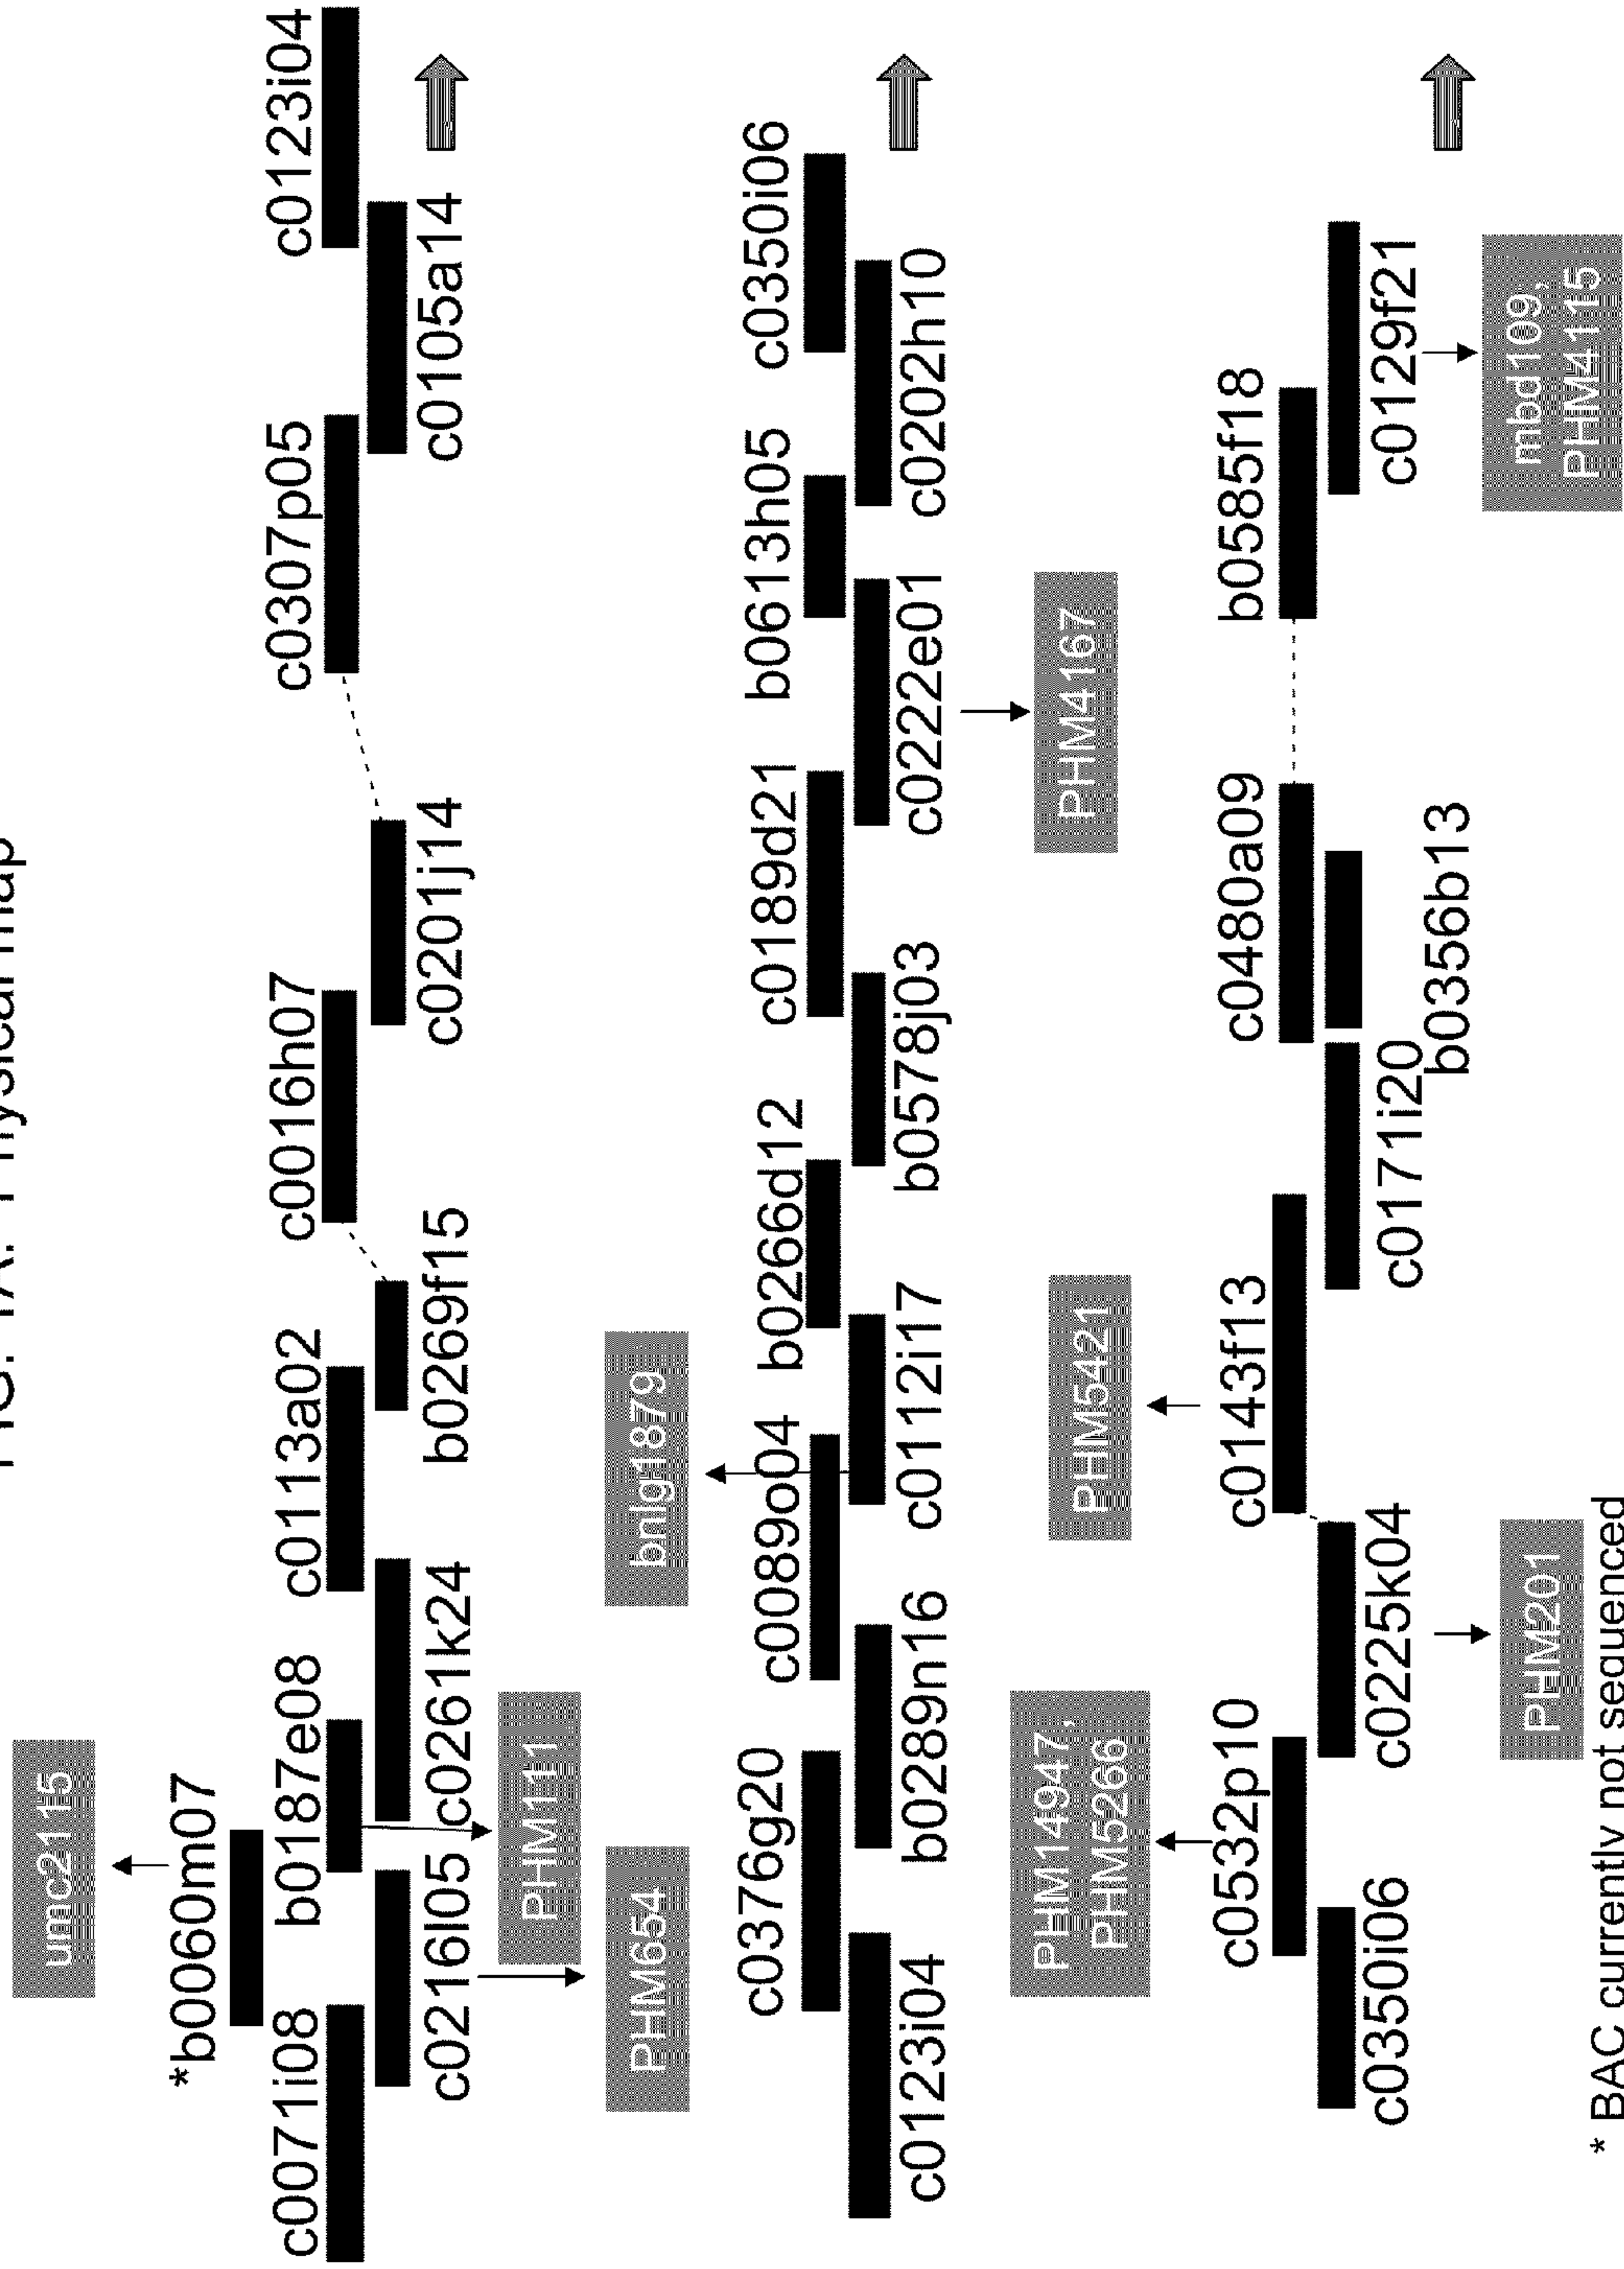 FIG. 1A: Physical map
umc2115
*b0060m07
c0071i08
b0187e08
c0113a02
c0016h07
c0307p05
c0123i04
c0216l05
c0261k24
b0269f15
c0201j14
c0105a14
PHM111
PHM654
bnlg1879
c0376g20
c0089o04
b0266d12
c0189d21
b0613h05
c0350i06
c0123i04
b0289n16
c0112i17
b0578j03
c0222e01
c0202h10
PHM4167
PHM14947,
PHM5266
PHM5421
c0532p10
c0143f13
c0480a09
b0585f18
c0350i06
c0225k04
c0171i20
b0356b13
c0129f21
PHM201
mbd109,
PHM4115
* BAC currently not sequenced